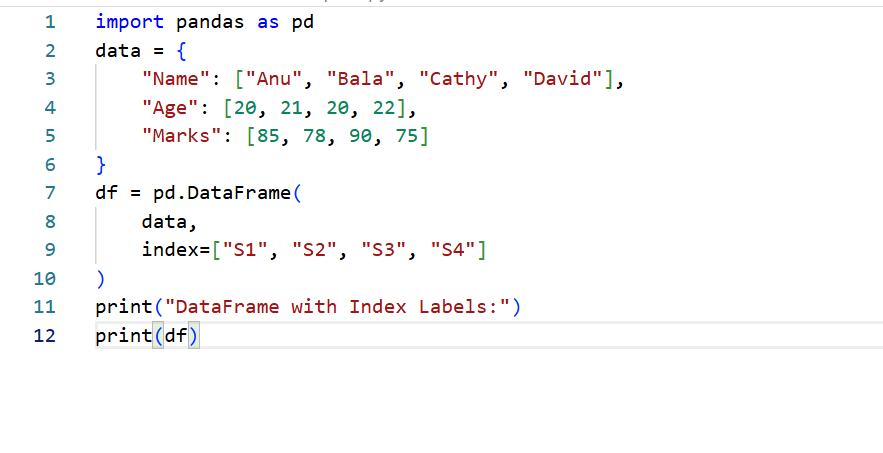 1 import pandas as pd
2 data = {
3     "Name": ["Anu", "Bala", "Cathy", "David"],
4     "Age": [20, 21, 20, 22],
5     "Marks": [85, 78, 90, 75]
6 }
7 df = pd.DataFrame(
8     data,
9     index=["S1", "S2", "S3", "S4"]
10 )
11 print("DataFrame with Index Labels:")
12 print(df)